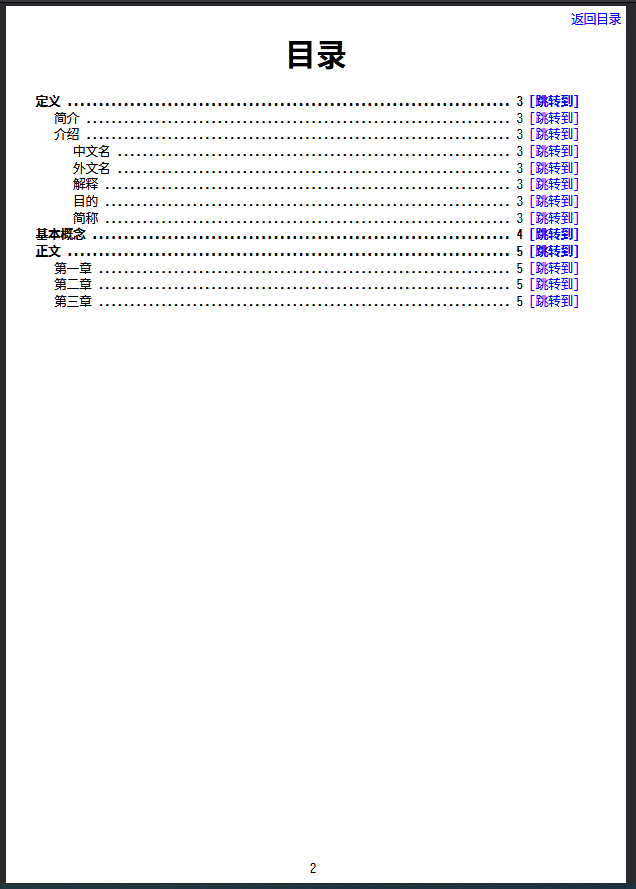 返回目录
目录
定义 ....................................................................... 3 [跳转到]
简介 .................................................................... 3 [跳转到]
介绍 .................................................................... 3 [跳转到]
中文名 ............................................................... 3 [跳转到]
外文名 ............................................................... 3 [跳转到]
解释 ................................................................. 3 [跳转到]
目的 ................................................................. 3 [跳转到]
简称 ................................................................. 3 [跳转到]
基本概念 ................................................................... 4 [跳转到]
正文 ....................................................................... 5 [跳转到]
第一章 .................................................................. 5 [跳转到]
第二章 .................................................................. 5 [跳转到]
第三章 .................................................................. 5 [跳转到]
2